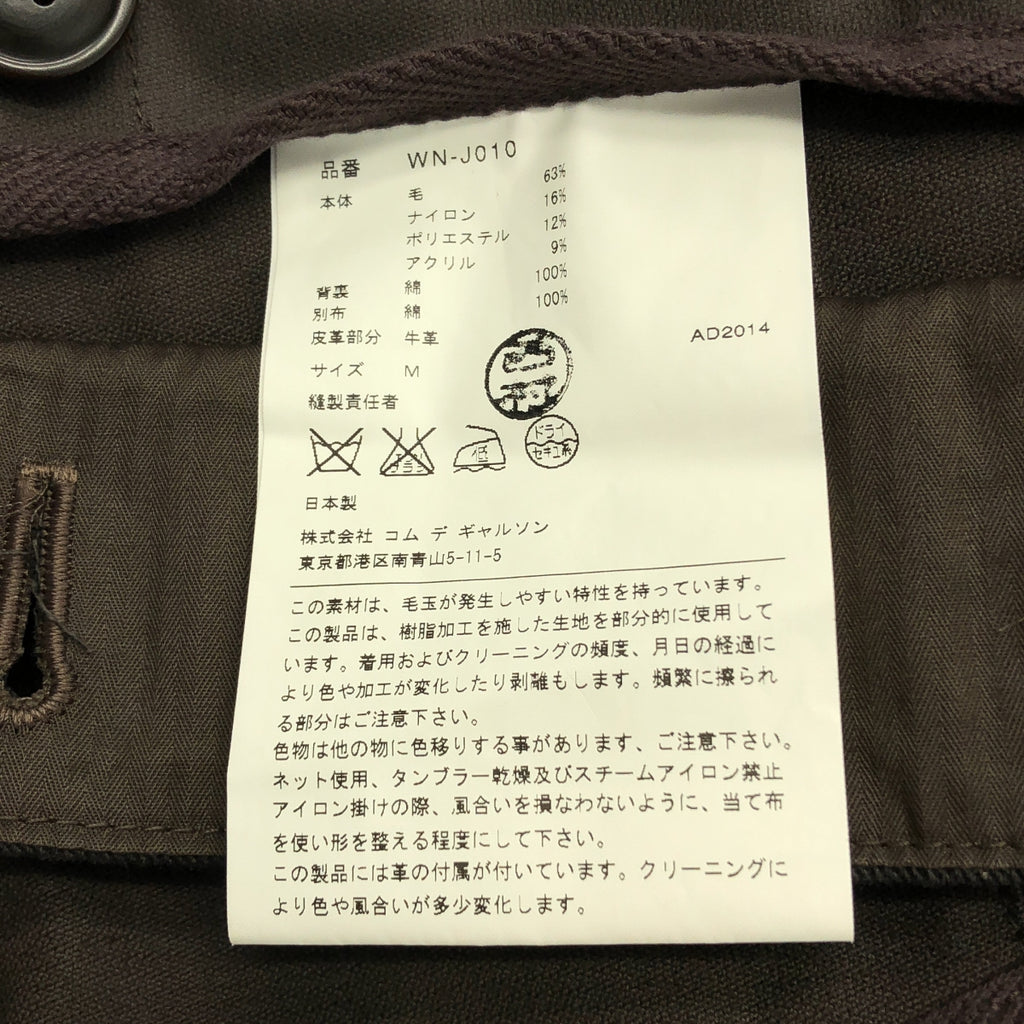 品番 WN-J010
本体 毛 63%
ナイロン 16%
ポリエステル 12%
アクリル 9%
背裏 綿 100%
別布 綿 100%
皮革部分 牛革
AD2014
サイズ M
縫製責任者
低
ドライ
セキユ系
日本製
株式会社 コム デ ギャルソン
東京都港区南青山5-11-5
この素材は、毛玉が発生しやすい特性を持っています。
この製品は、樹脂加工を施した生地を部分的に使用して
います。着用およびクリーニングの頻度、月日の経過に
より色や加工が変化したり剥離もします。頻繁に擦られ
る部分はご注意下さい。
色物は他の物に色移りする事があります、ご注意下さい。
ネット使用、タンブラー乾燥及びスチームアイロン禁止
アイロン掛けの際、風合いを損なわないように、当て布
を使い形を整える程度にして下さい。
この製品には革の付属が付いています。クリーニングに
より色や風合いが多少変化します。